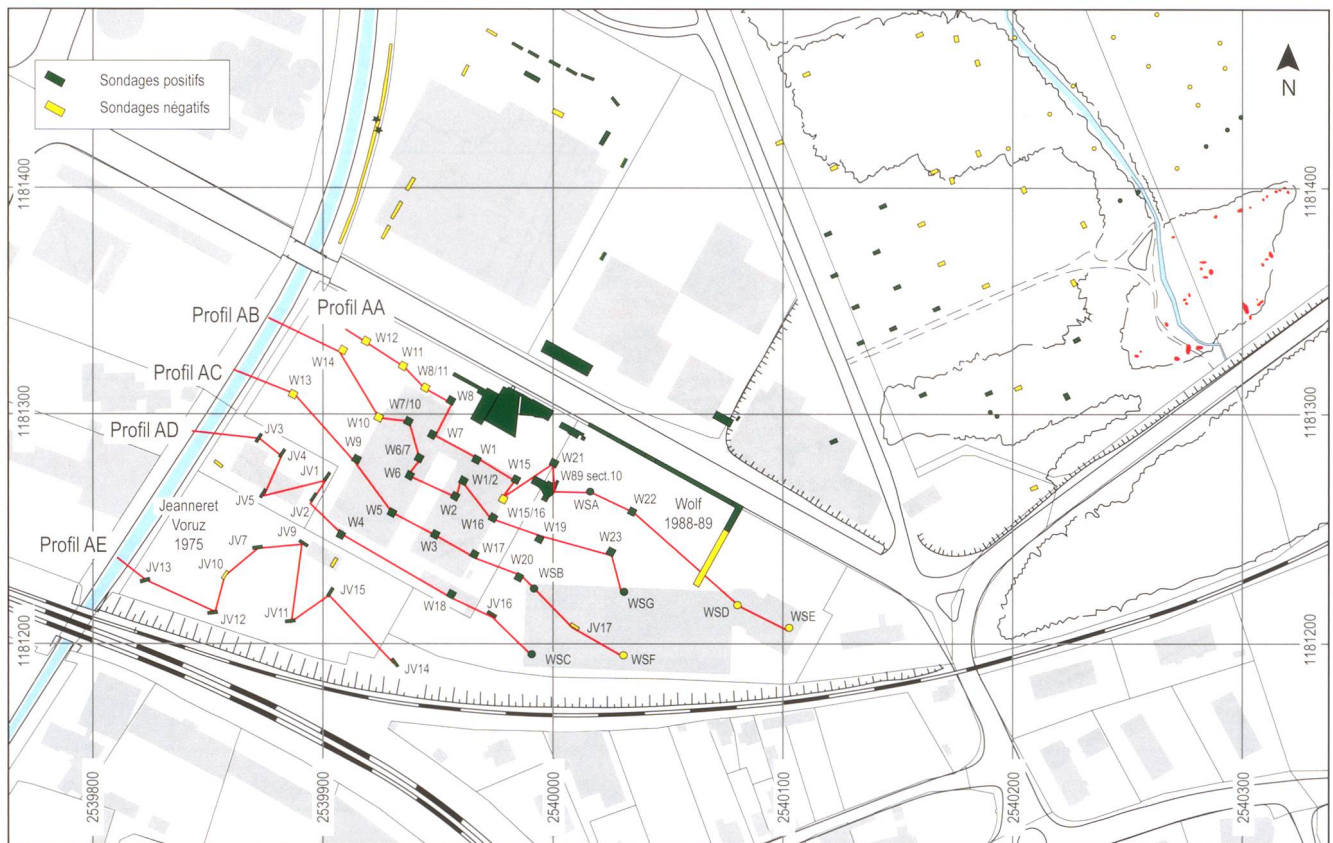 Sondages positifs
Sondages négatifs
N
1181400
1181400
Profil AA
Profil AB
W12
W11
W14
W8/11
Profil AC
W13
W8
1181300
1181300
W7/10
W10
W7
Profil AD
JV3
W9
W6/7
W1
JV4
W21
W15
JV1
W6
W1/2
W89 sect.10
WSA
W22
Wolf
1988-89
JV5
W2
W15/16
Jeanneret
Voruz
1975
JV2
W16
W4
W5
W19
W3
W23
Profil AE
JV7
JV9
W17
JV10
JV13
W20
WSB
JV15
WSG
W18
JV16
WSD
WSE
JV12
JV11
JV17
1181200
1181200
JV14
WSC
WSF
2539800
2539900
2540000
2540100
2540200
2540300